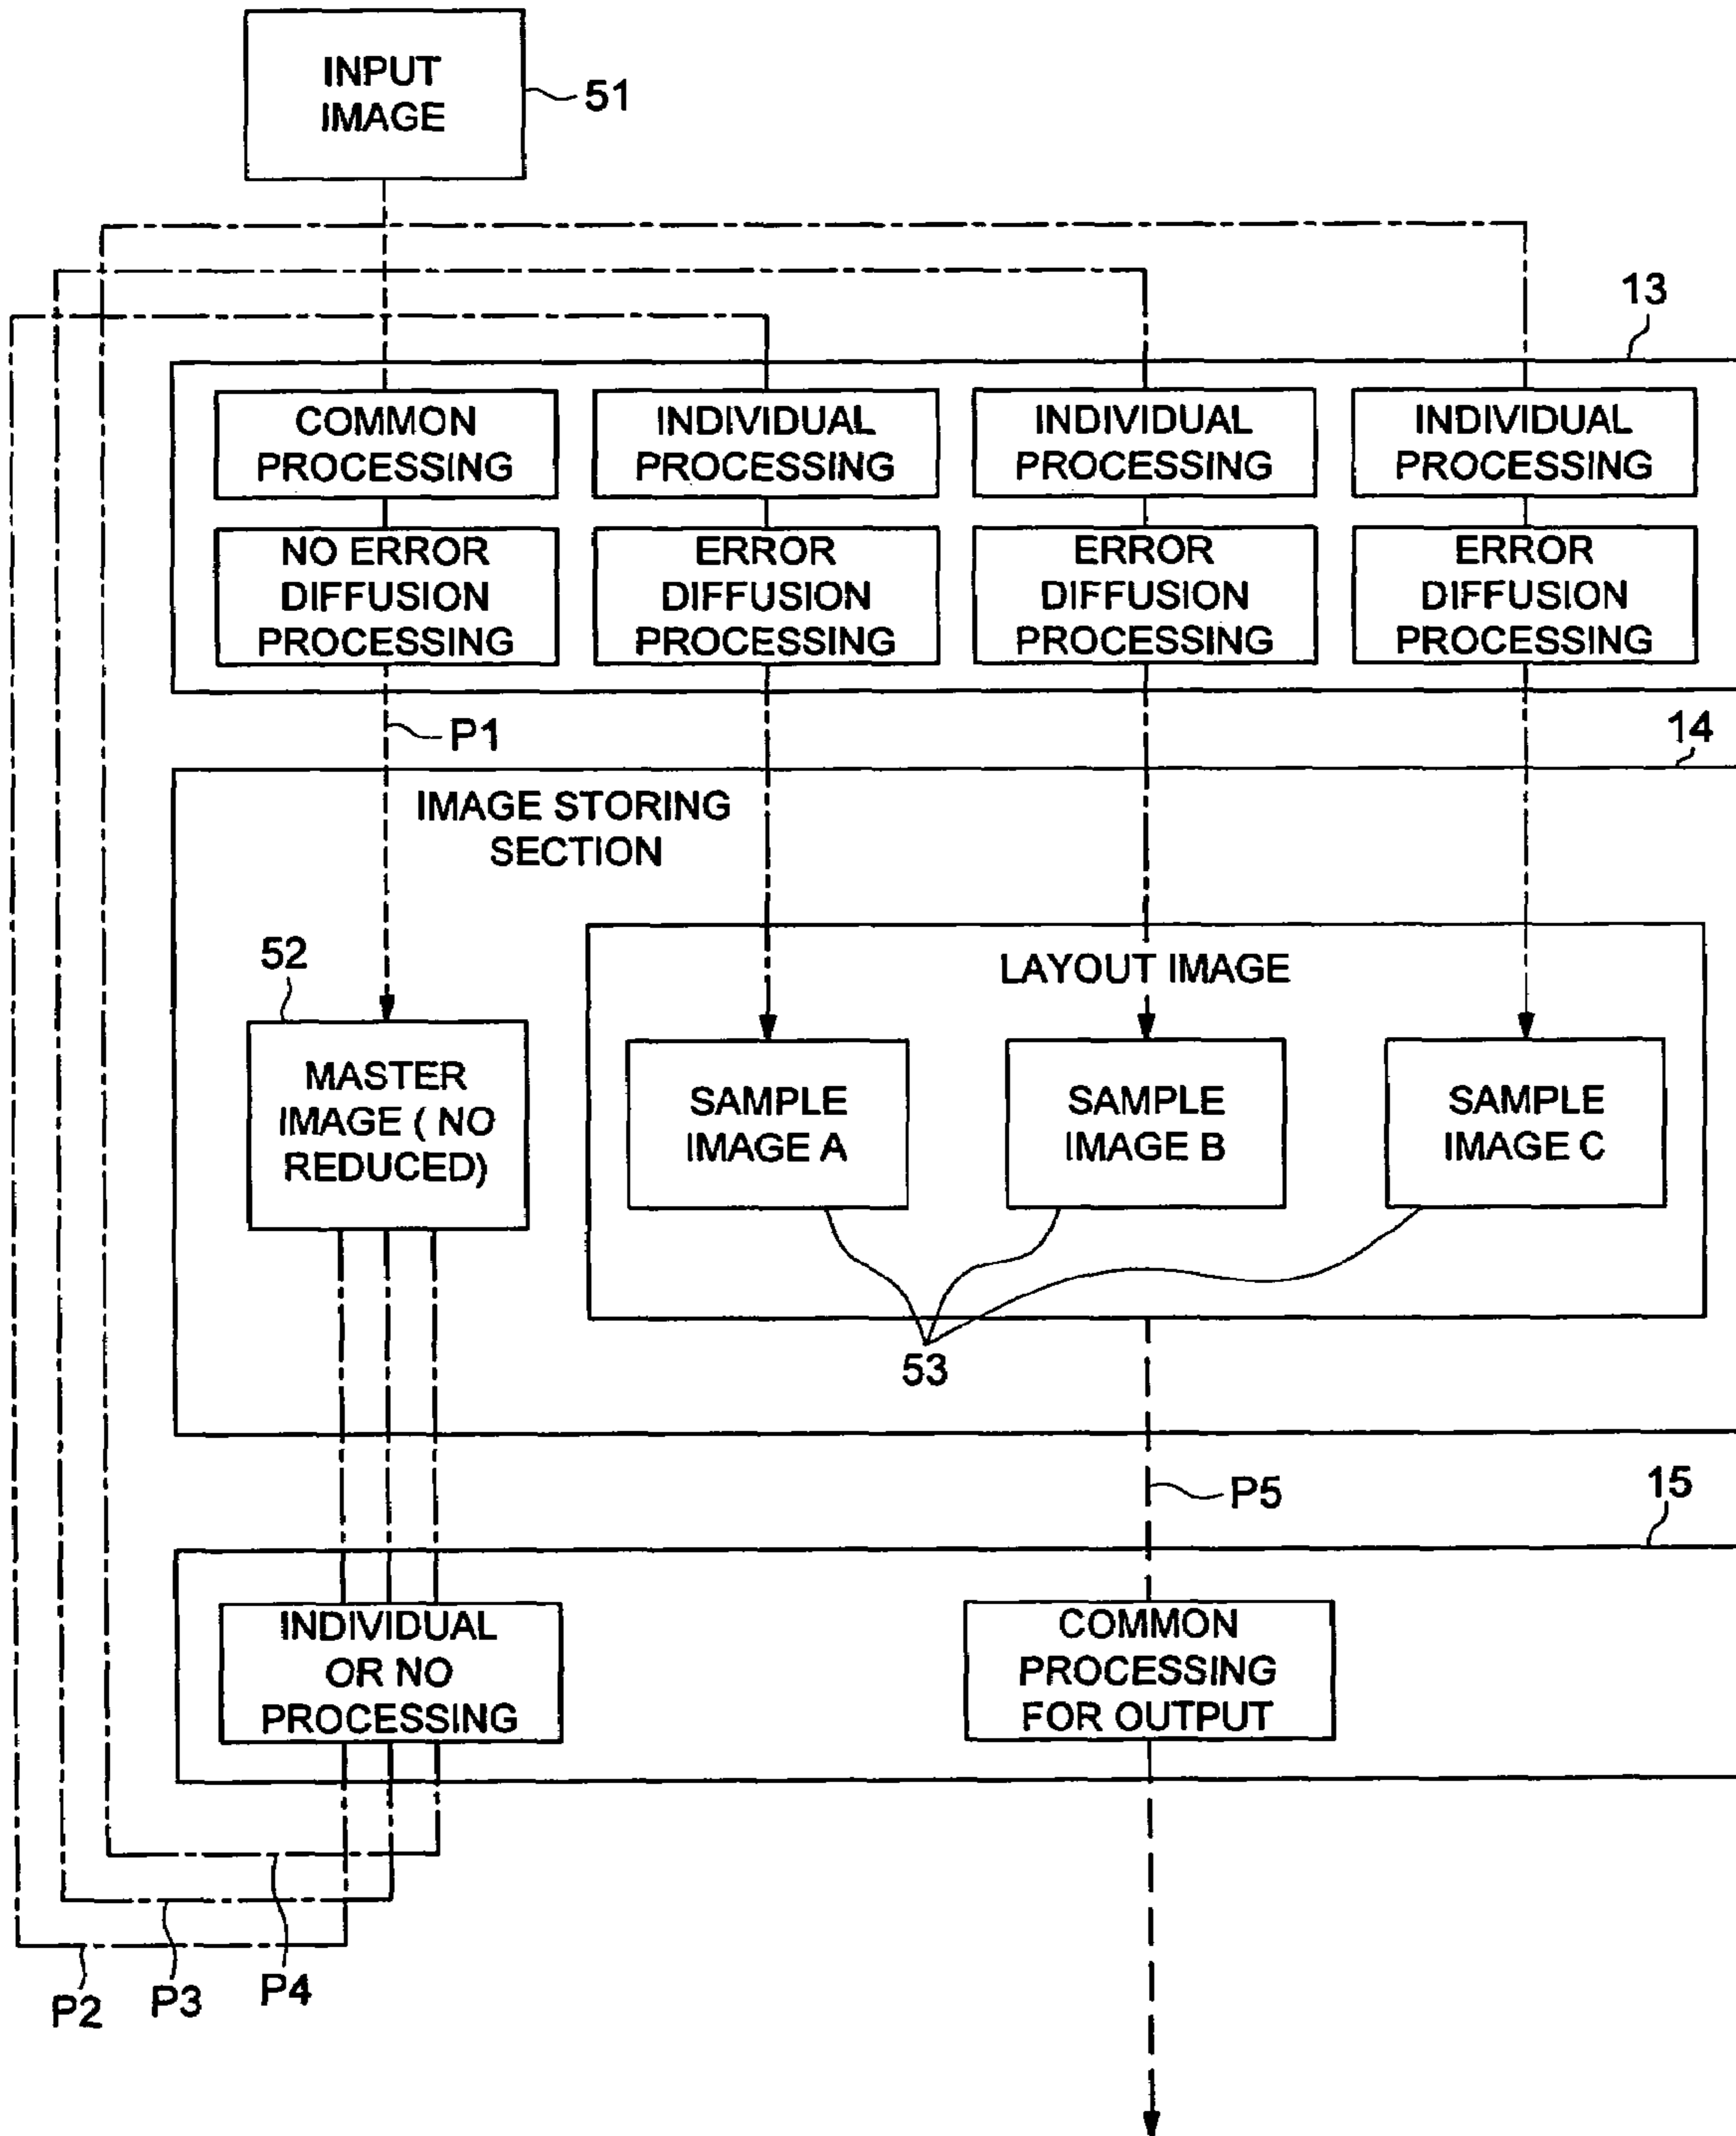 INPUT
IMAGE
51
13
COMMON
PROCESSING
INDIVIDUAL
PROCESSING
INDIVIDUAL
PROCESSING
INDIVIDUAL
PROCESSING
NO ERROR
DIFFUSION
PROCESSING
ERROR
DIFFUSION
PROCESSING
ERROR
DIFFUSION
PROCESSING
ERROR
DIFFUSION
PROCESSING
P1
14
IMAGE STORING
SECTION
52
LAYOUT IMAGE
MASTER
IMAGE ( NO
REDUCED)
SAMPLE
IMAGE A
SAMPLE
IMAGE B
SAMPLE
IMAGE C
53
P5
15
INDIVIDUAL
OR NO
PROCESSING
COMMON
PROCESSING
FOR OUTPUT
P2
P3
P4